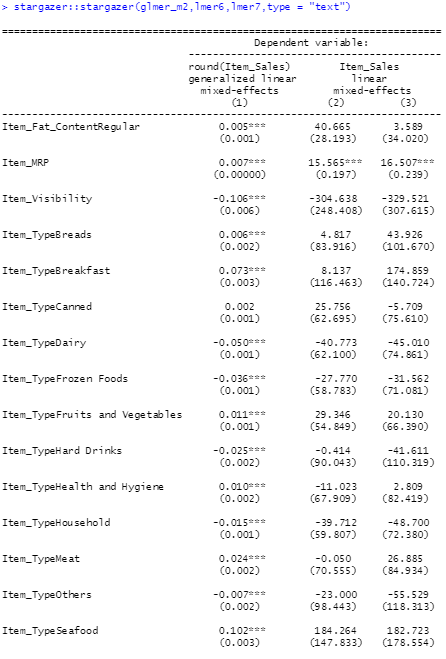 > stargazer::stargazer(glmer_m2,lmer6,lmer7,type = "text")
=====================================================================
Dependent variable:
---------------------------------------
round(Item_Sales) Item_Sales
generalized linear linear
mixed-effects mixed-effects
(1) (2) (3)
---------------------------------------------------------------------
Item_Fat_ContentRegular 0.005*** 40.665 3.589
(0.001) (28.193) (34.020)
Item_MRP 0.007*** 15.565*** 16.507***
(0.00000) (0.197) (0.239)
Item_Visibility -0.106*** -304.638 -329.521
(0.006) (248.408) (307.615)
Item_TypeBreads 0.006*** 4.817 43.926
(0.002) (83.916) (101.670)
Item_TypeBreakfast 0.073*** 8.137 174.859
(0.003) (116.463) (140.724)
Item_TypeCanned 0.002 25.756 -5.709
(0.001) (62.695) (75.610)
Item_TypeDairy -0.050*** -40.773 -45.010
(0.001) (62.100) (74.861)
Item_TypeFrozen Foods -0.036*** -27.770 -31.562
(0.001) (58.783) (71.081)
Item_TypeFruits and Vegetables 0.011*** 29.346 20.130
(0.001) (54.849) (66.390)
Item_TypeHard Drinks -0.025*** -0.414 -41.611
(0.002) (90.043) (110.319)
Item_TypeHealth and Hygiene 0.010*** -11.023 2.809
(0.002) (67.909) (82.419)
Item_TypeHousehold -0.015*** -39.712 -48.700
(0.001) (59.807) (72.380)
Item_TypeMeat 0.024*** -0.050 26.885
(0.002) (70.555) (84.934)
Item_TypeOthers -0.007*** -23.000 -55.529
(0.002) (98.443) (118.313)
Item_TypeSeafood 0.102*** 184.264 182.723
(0.003) (147.833) (178.554)